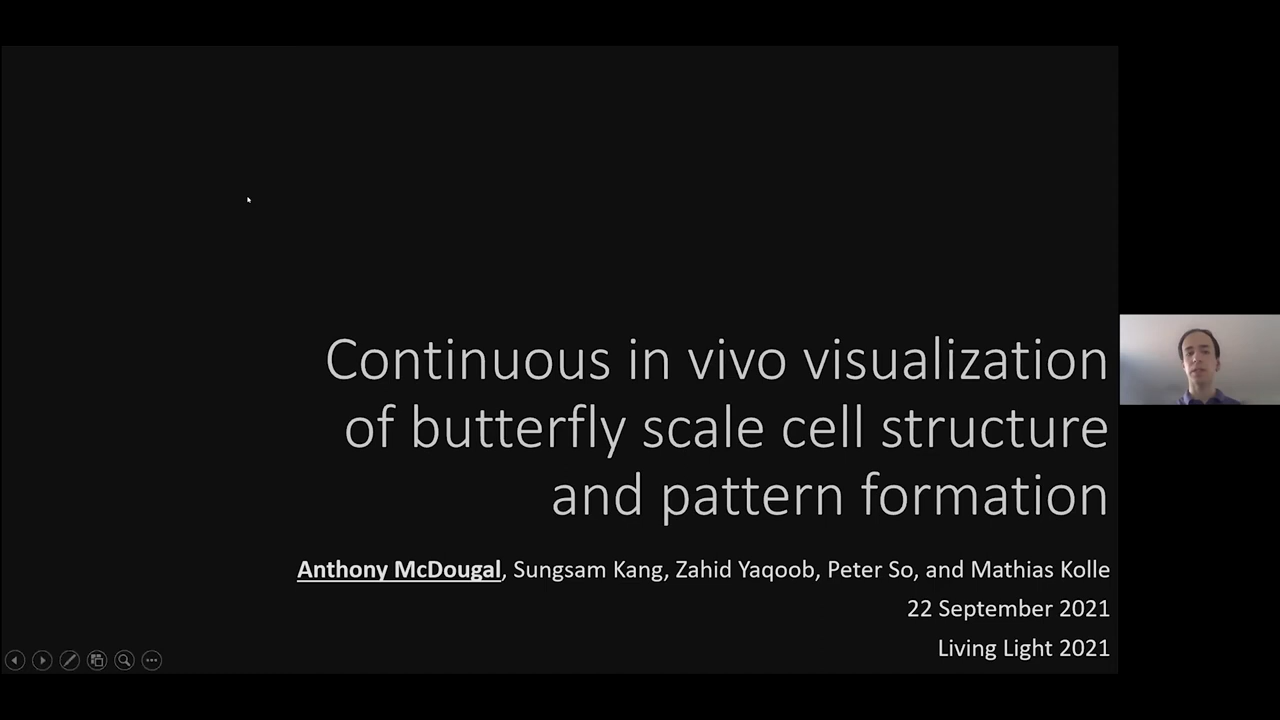 Continuous in vivo visualization
of butterfly scale cell structure
and pattern formation
Anthony McDougal, Sungsam Kang, Zahid Yaqoob, Peter So, and Mathias Kolle
22 September 2021
Living Light 2021